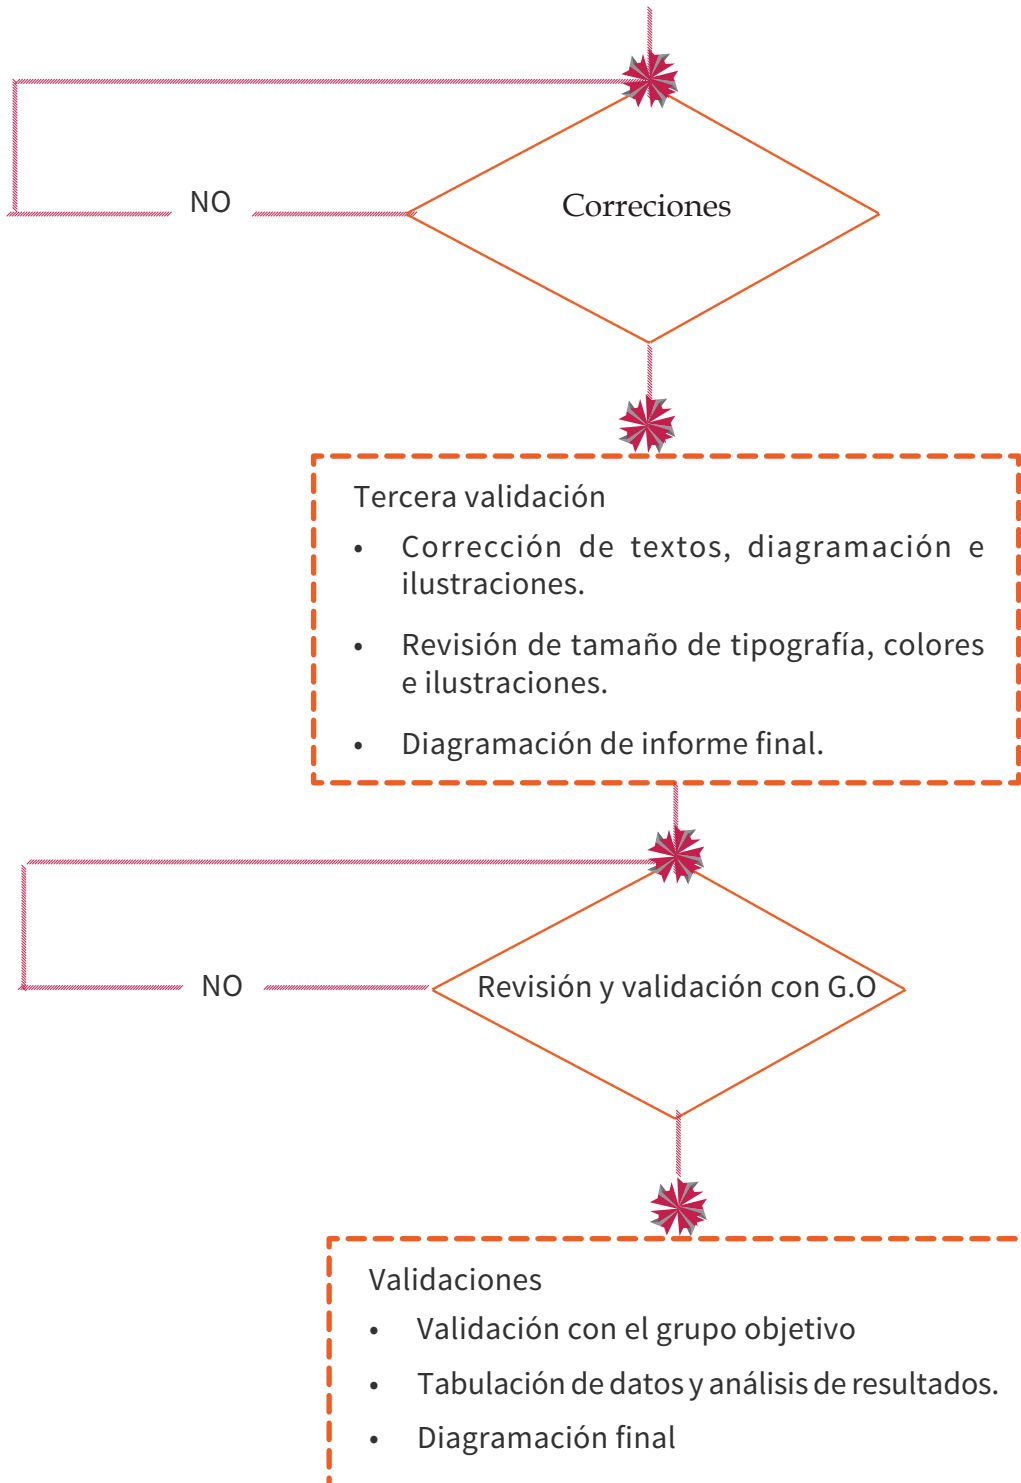 NO
Correciones
Tercera validación
• Corrección de textos, diagramación e
ilustraciones.
• Revisión de tamaño de tipografía, colores
e ilustraciones.
• Diagramación de informe final.
NO
Revisión y validación con G.O
Validaciones
• Validación con el grupo objetivo
• Tabulación de datos y análisis de resultados.
• Diagramación final